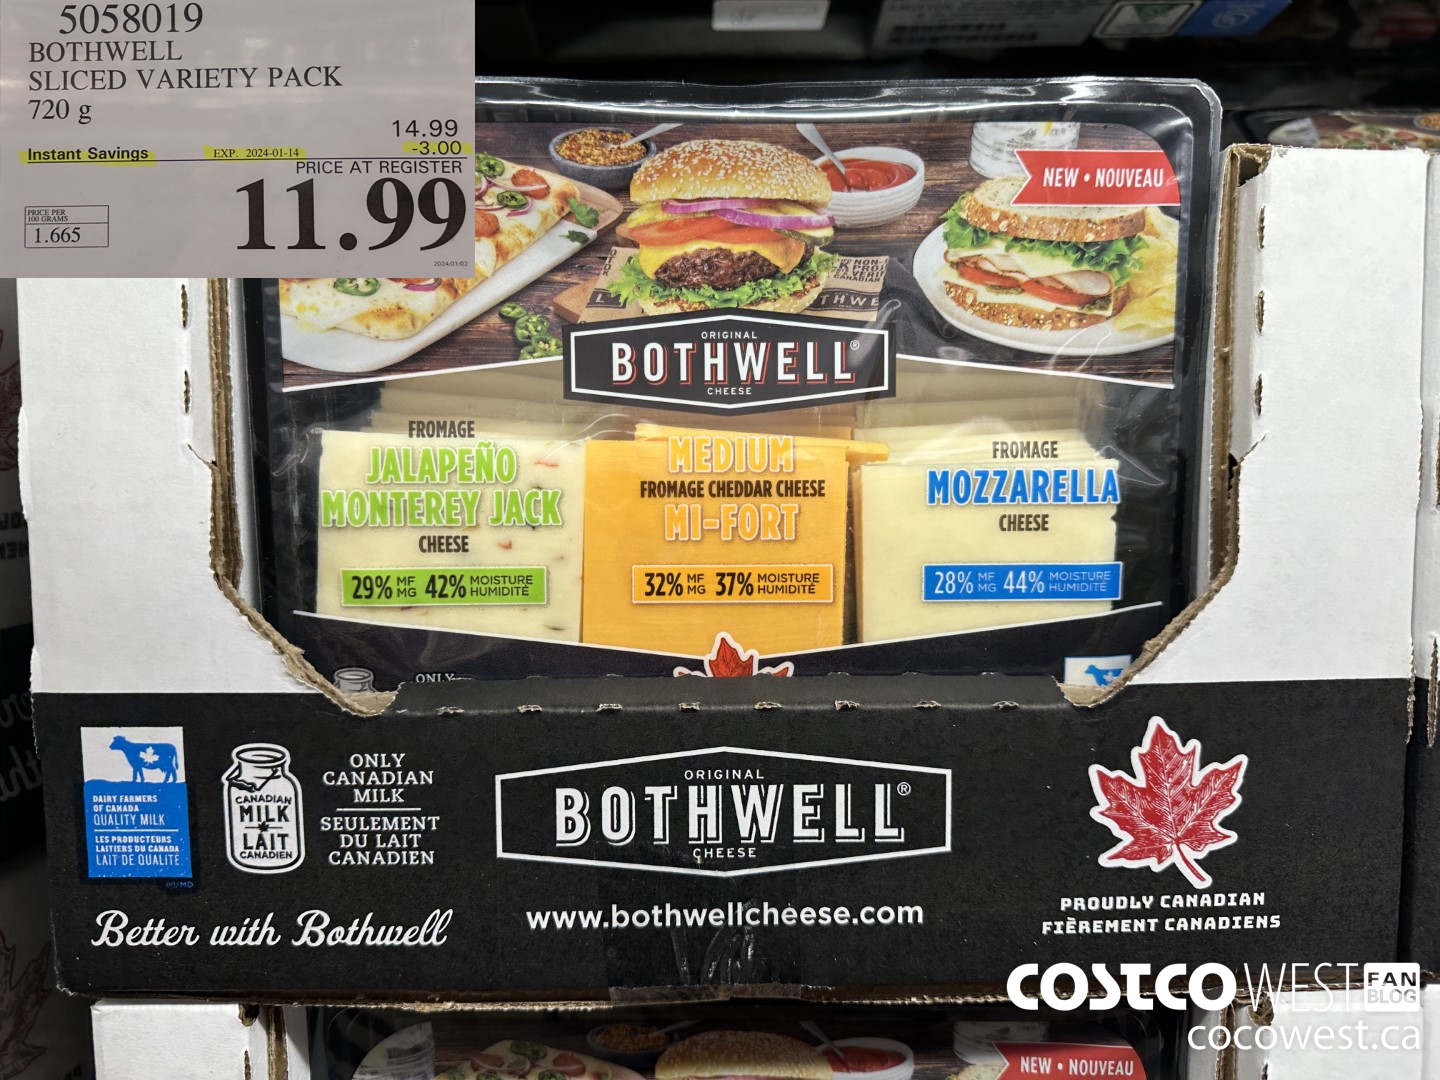 5058019
BOTHWELL
SLICED VARIETY PACK
720 g
14.99
Instant Savings EXP. 2024-01-14 -3.00
PRICE AT REGISTER
11.99
PRICE PER
100 GRAMS
1.665
2024/01/02
NEW • NOUVEAU
ORIGINAL
BOTHWELL®
CHEESE
FROMAGE
JALAPEÑO
MONTEREY JACK
CHEESE
29% MF MG 42% MOISTURE HUMIDITÉ
MEDIUM
FROMAGE CHEDDAR CHEESE
MI-FORT
32% MF MG 37% MOISTURE HUMIDITÉ
FROMAGE
MOZZARELLA
CHEESE
28% MF MG 44% MOISTURE HUMIDITÉ
ONLY
DAIRY FARMERS
OF CANADA
QUALITY MILK
LES PRODUCTEURS
LAITIERS DU CANADA
LAIT DE QUALITÉ
MD
CANADIAN
MILK
LAIT
CANADIEN
ONLY
CANADIAN
MILK
SEULEMENT
DU LAIT
CANADIEN
Better with Bothwell
ORIGINAL
BOTHWELL®
CHEESE
www.bothwellcheese.com
PROUDLY CANADIAN
FIÈREMENT CANADIENS
NEW • NOUVEAU
COSTCO WEST FAN BLOG
cocowest.ca